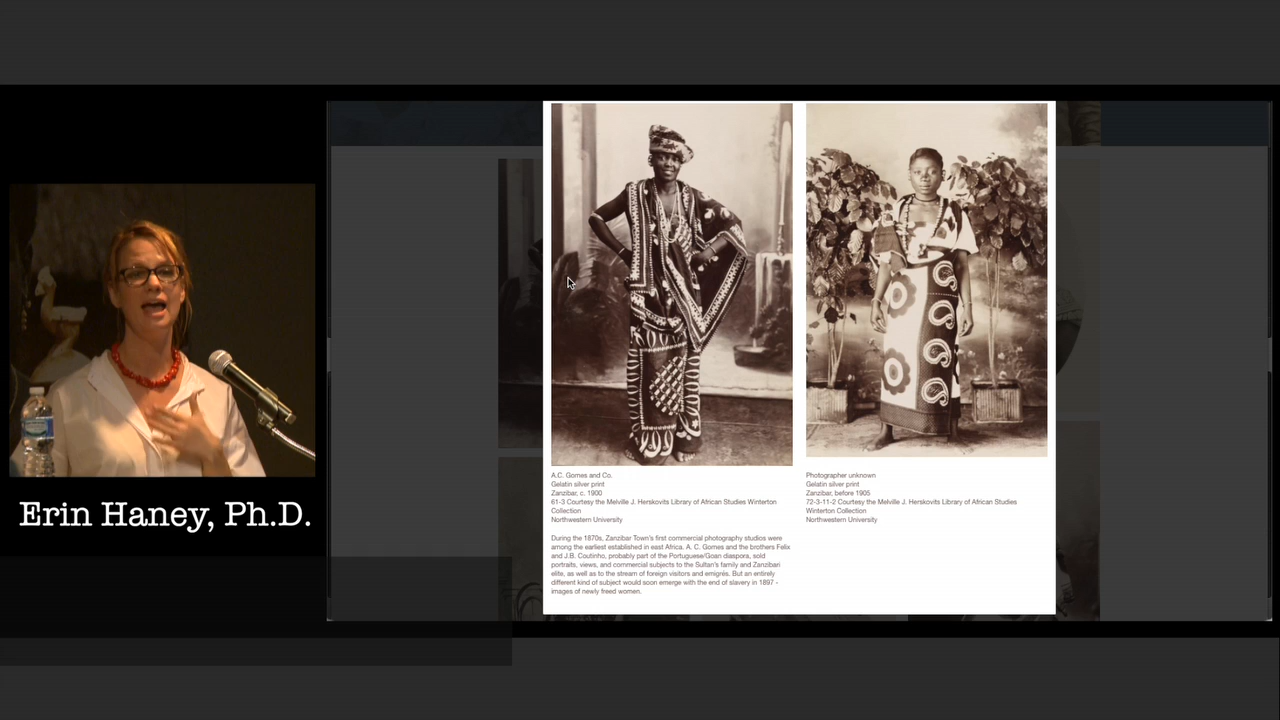 Erin Haney, Ph.D.
A.C. Gomes and Co.
Gelatin silver print
Zanzibar, c. 1900
61-3 Courtesy the Melville J. Herskovits Library of African Studies Winterton
Collection
Northwestern University
During the 1870s, Zanzibar Town's first commercial photography studios were
among the earliest established in east Africa. A. C. Gomes and the brothers Felix
and J.B. Coutinho, probably part of the Portuguese/Goan diaspora, sold
portraits, views, and commercial subjects to the Sultan's family and Zanzibari
elite, as well as to the stream of foreign visitors and emigrés. But an entirely
different kind of subject would soon emerge with the end of slavery in 1897 -
images of newly freed women.
Photographer unknown
Gelatin silver print
Zanzibar, before 1905
72-3-11-2 Courtesy the Melville J. Herskovits Library of African Studies
Winterton Collection
Northwestern University